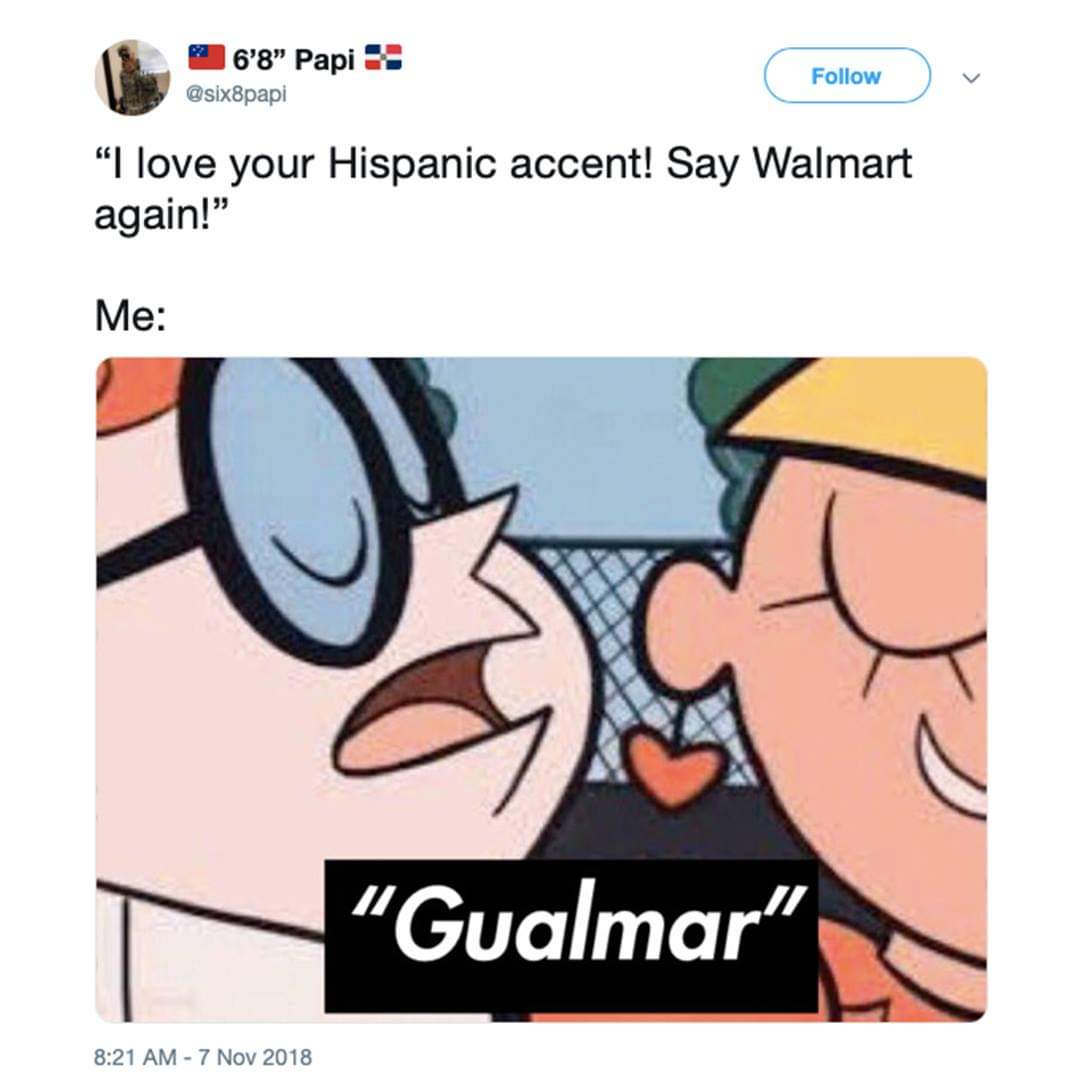 6’8” Papi
@six8papi
Follow
“I love your Hispanic accent! Say Walmart
again!”
Me:
“Gualmar”
8:21 AM - 7 Nov 2018